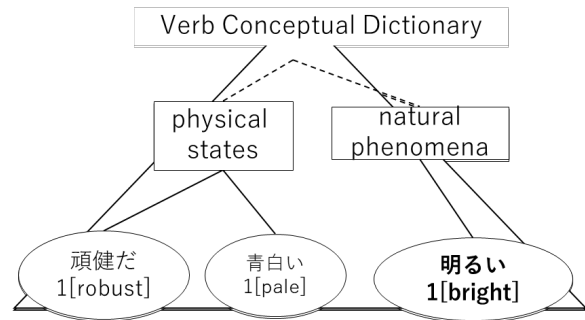 Verb Conceptual Dictionary
physical
states
natural
phenomena
頑健だ
1[robust]
青白い
1[pale]
明るい
1[bright]